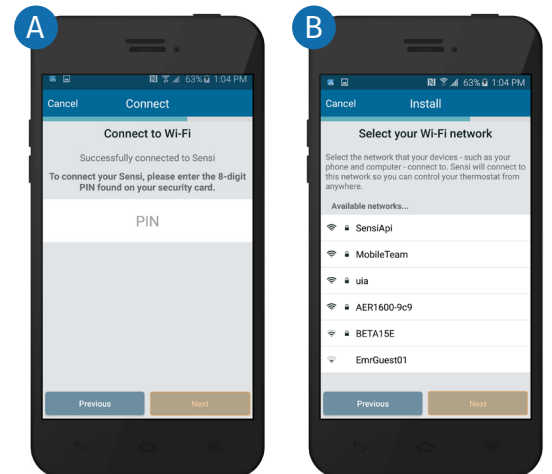 A
63% 1:04 PM
Cancel Connect
Connect to Wi-Fi
Successfully connected to Sensi
To connect your Sensi, please enter the 8-digit
PIN found on your security card.
PIN
Previous Next
B
63% 1:04 PM
Cancel Install
Select your Wi-Fi network
Select the network that your devices - such as your
phone and computer - connect to. Sensi will connect to
this network so you can control your thermostat from
anywhere.
Available networks...
SensiApi
MobileTeam
uia
AER1600-9c9
BETA15E
EmrGuest01
Previous Next